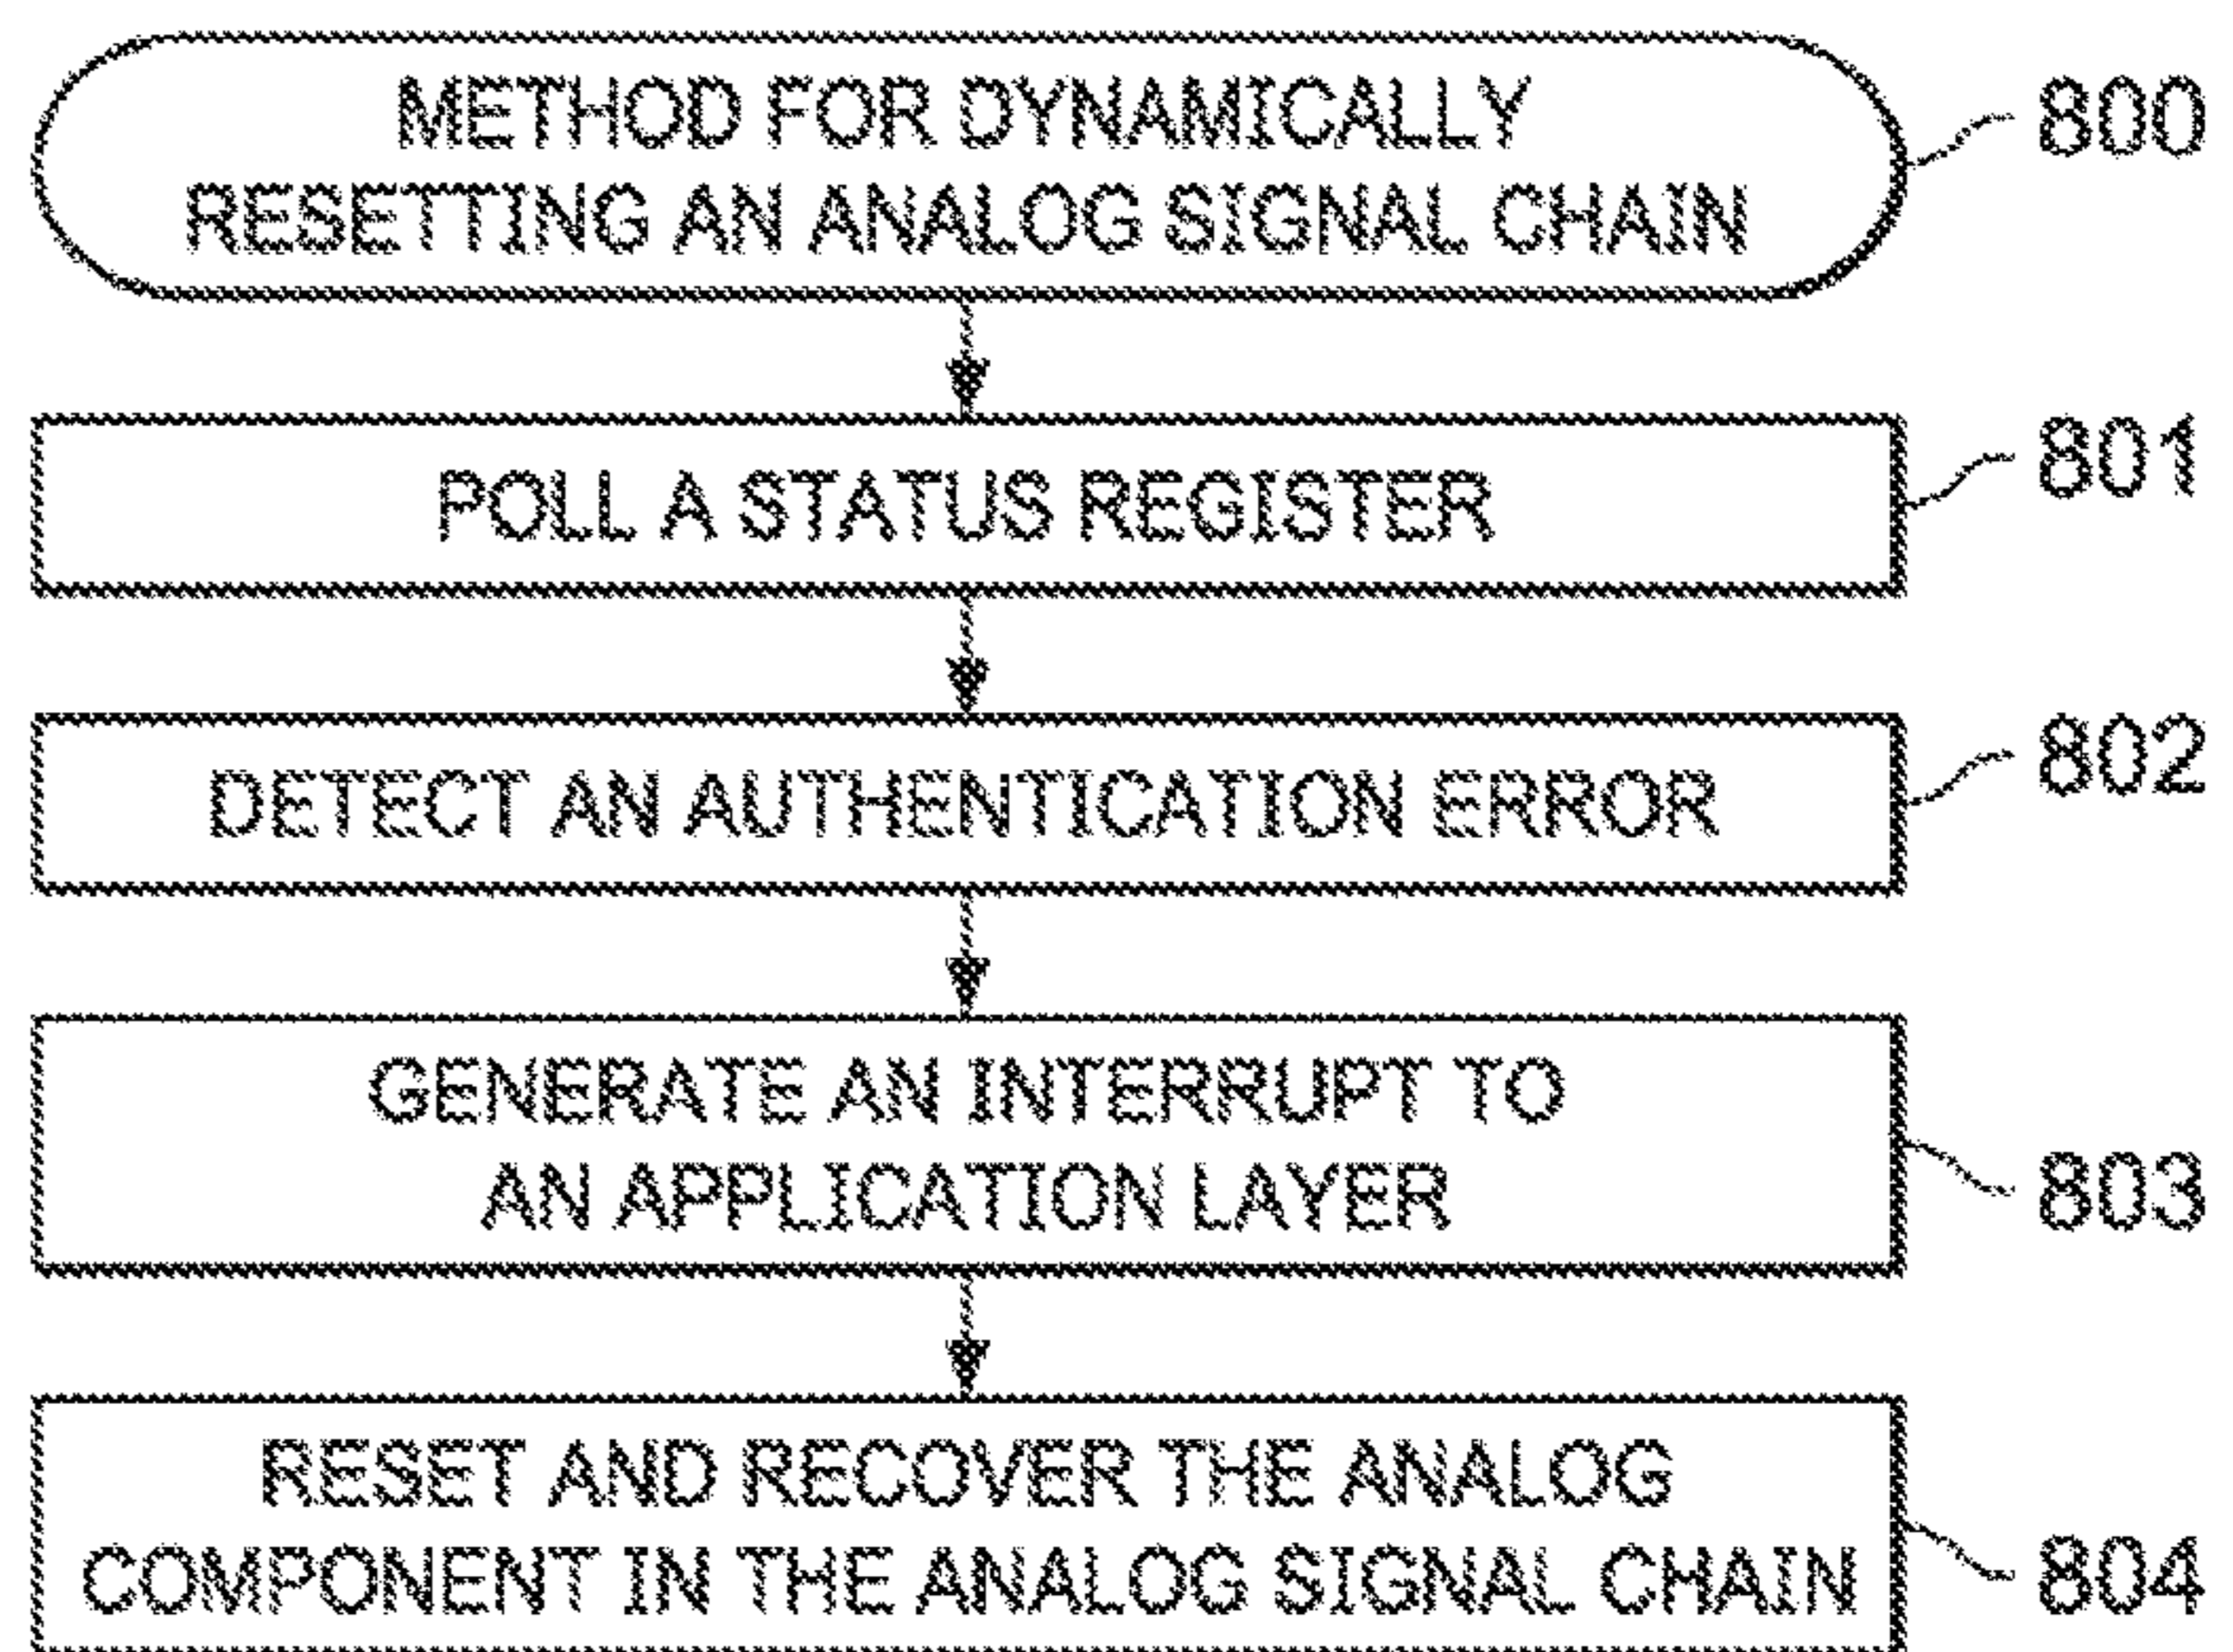 METHOD FOR DYNAMICALLY
RESETTING AN ANALOG SIGNAL CHAIN
800
POLL A STATUS REGISTER
801
DETECT AN AUTHENTICATION ERROR
802
GENERATE AN INTERRUPT TO
AN APPLICATION LAYER
803
RESET AND RECOVER THE ANALOG
COMPONENT IN THE ANALOG SIGNAL CHAIN
804